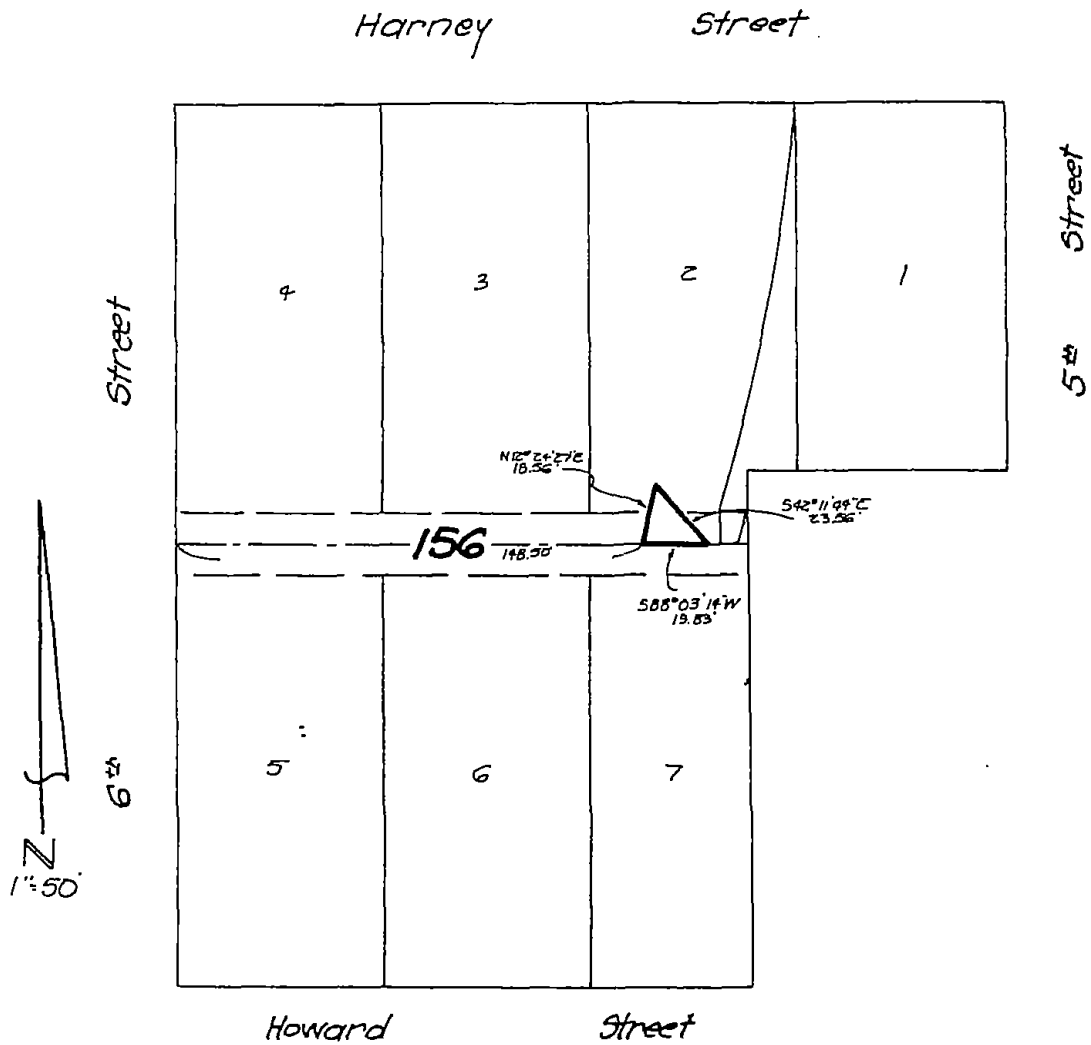 Harney Street
Street
5th Street
4
3
2
1
N12°24'27"E
18.56'
S42°11'44"E
23.56'
156
148.50'
S88°03'14"W
19.83'
5
6
7
6th
N
1"=50'
Howard Street